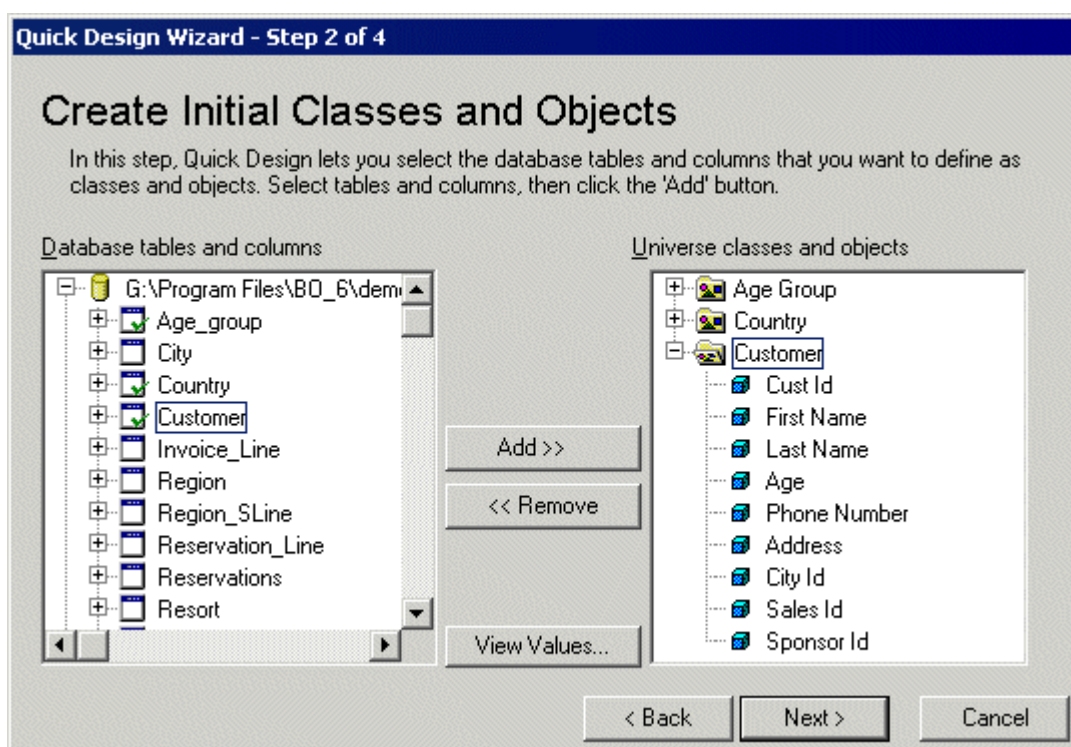 Quick Design Wizard - Step 2 of 4
Create Initial Classes and Objects
In this step, Quick Design lets you select the database tables and columns that you want to define as
classes and objects. Select tables and columns, then click the 'Add' button.
Database tables and columns
G:\Program Files\BO_6\dem
Age_group
City
Country
Customer
Invoice_Line
Region
Region_SLine
Reservation_Line
Reservations
Resort
Add >>
<< Remove
View Values...
Universe classes and objects
Age Group
Country
Customer
Cust Id
First Name
Last Name
Age
Phone Number
Address
City Id
Sales Id
Sponsor Id
< Back
Next >
Cancel